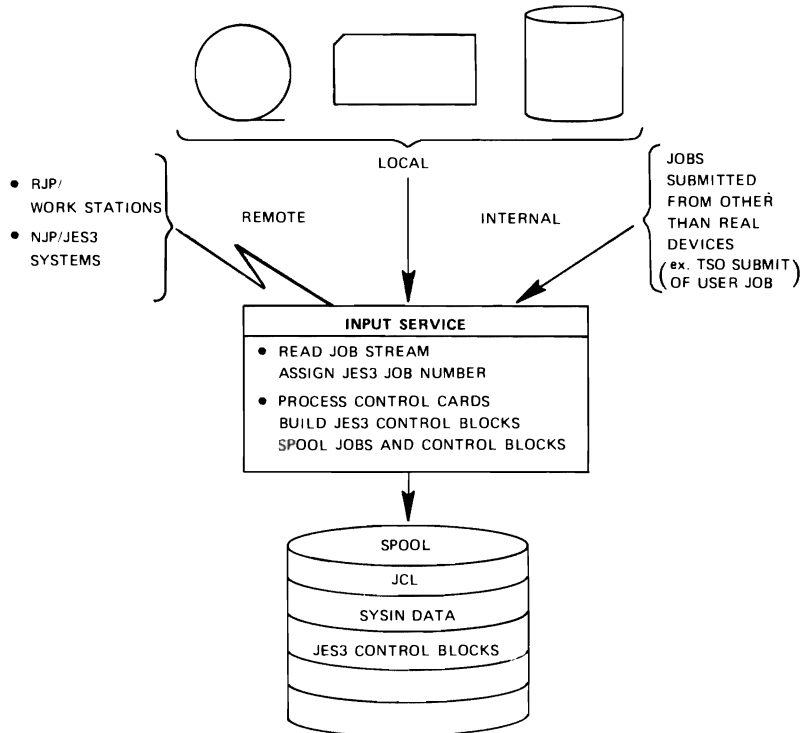 LOCAL
• RJP/
WORK STATIONS
• NJP/JES3
SYSTEMS
REMOTE
INTERNAL
JOBS
SUBMITTED
FROM OTHER
THAN REAL
DEVICES
(ex. TSO SUBMIT
OF USER JOB)
INPUT SERVICE
• READ JOB STREAM
ASSIGN JES3 JOB NUMBER
• PROCESS CONTROL CARDS
BUILD JES3 CONTROL BLOCKS
SPOOL JOBS AND CONTROL BLOCKS
SPOOL
JCL
SYSIN DATA
JES3 CONTROL BLOCKS